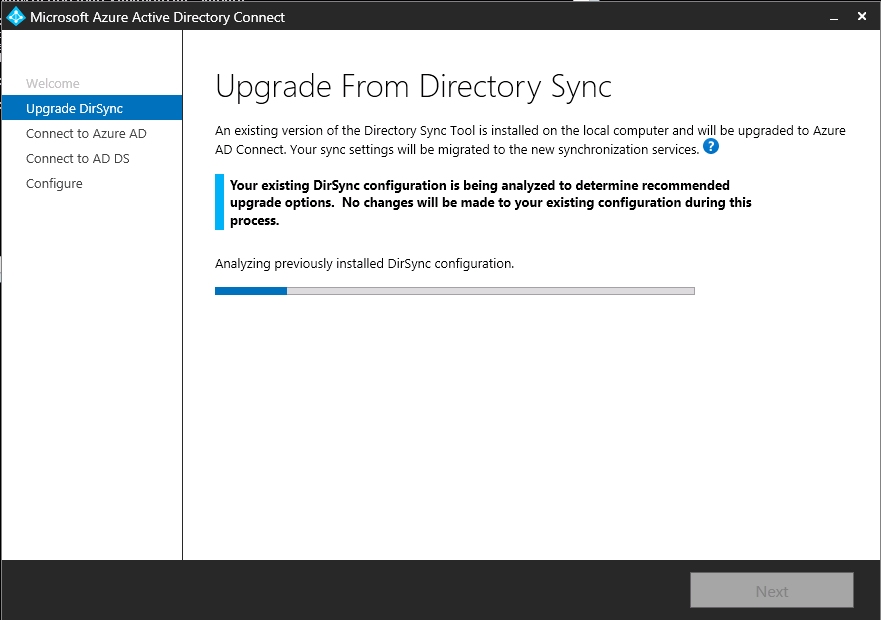 Microsoft Azure Active Directory Connect
Welcome
Upgrade DirSync
Connect to Azure AD
Connect to AD DS
Configure
Upgrade From Directory Sync
An existing version of the Directory Sync Tool is installed on the local computer and will be upgraded to Azure
AD Connect. Your sync settings will be migrated to the new synchronization services. ?
Your existing DirSync configuration is being analyzed to determine recommended
upgrade options.  No changes will be made to your existing configuration during this
process.
Analyzing previously installed DirSync configuration.
Next